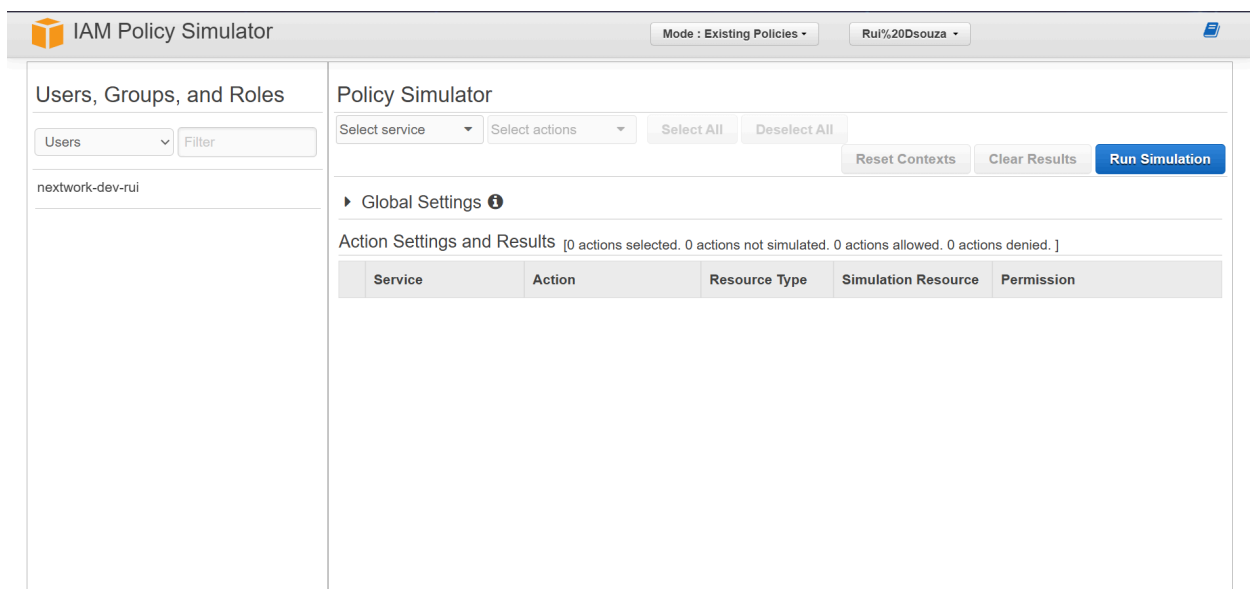 IAM Policy Simulator
Mode : Existing Policies
Rui%20Dsouza
Users, Groups, and Roles
Users
Filter
nextwork-dev-rui
Policy Simulator
Select service
Select actions
Select All
Deselect All
Reset Contexts
Clear Results
Run Simulation
Global Settings
Action Settings and Results [0 actions selected. 0 actions not simulated. 0 actions allowed. 0 actions denied. ]
Service Action Resource Type Simulation Resource Permission